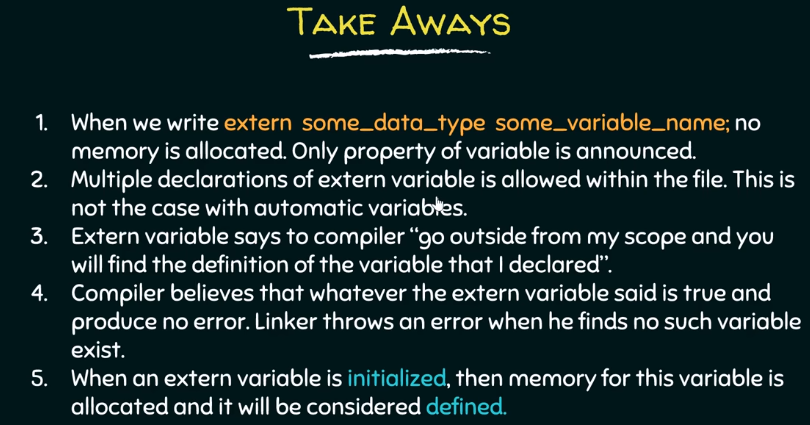 TAKE AWAYS
1. When we write extern some_data_type some_variable_name; no
memory is allocated. Only property of variable is announced.
2. Multiple declarations of extern variable is allowed within the file. This is
not the case with automatic variables.
3. Extern variable says to compiler “go outside from my scope and you
will find the definition of the variable that I declared”.
4. Compiler believes that whatever the extern variable said is true and
produce no error. Linker throws an error when he finds no such variable
exist.
5. When an extern variable is initialized, then memory for this variable is
allocated and it will be considered defined.